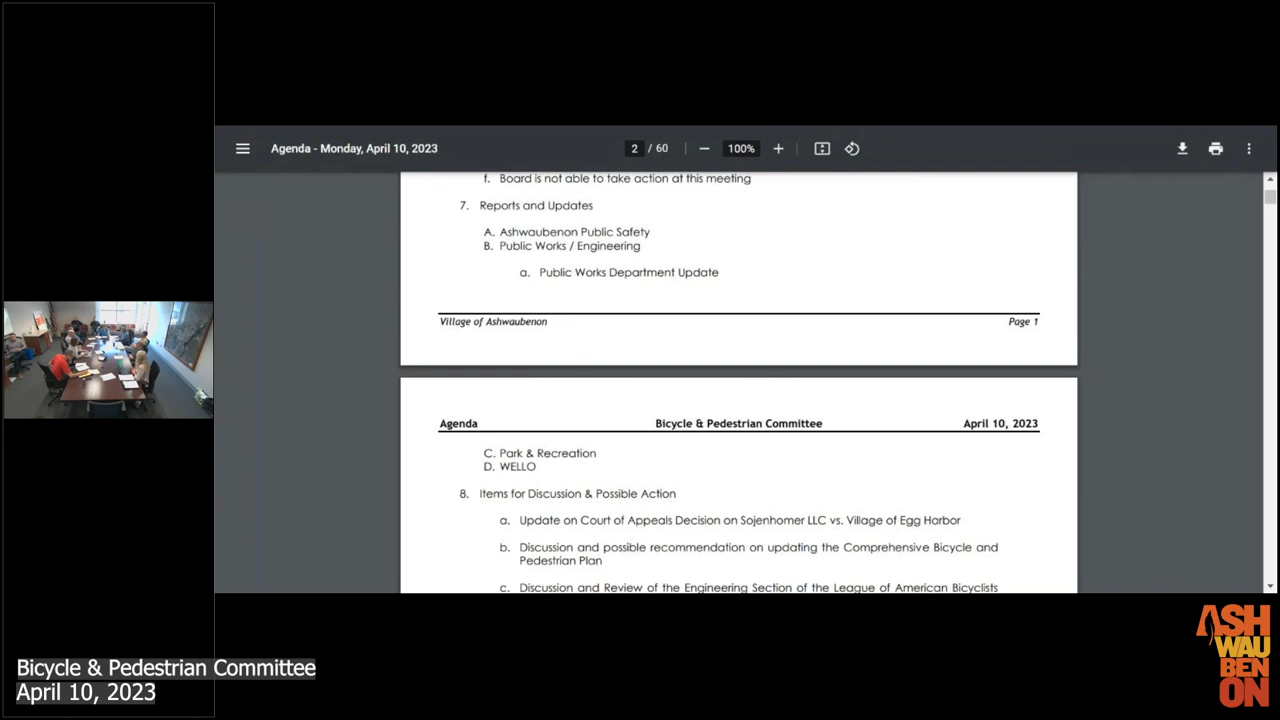 Agenda - Monday, April 10, 2023
2 / 60
100%
f. Board is not able to take action at this meeting
7. Reports and Updates
A. Ashwaubenon Public Safety
B. Public Works / Engineering
a. Public Works Department Update
Village of Ashwaubenon Page 1
Agenda Bicycle & Pedestrian Committee April 10, 2023
C. Park & Recreation
D. WELLO
8. Items for Discussion & Possible Action
a. Update on Court of Appeals Decision on Sojenhomer LLC vs. Village of Egg Harbor
b. Discussion and possible recommendation on updating the Comprehensive Bicycle and
Pedestrian Plan
c. Discussion and Review of the Engineering Section of the League of American Bicyclists
Bicycle & Pedestrian Committee
April 10, 2023
ASH
WAU
BEN
ON